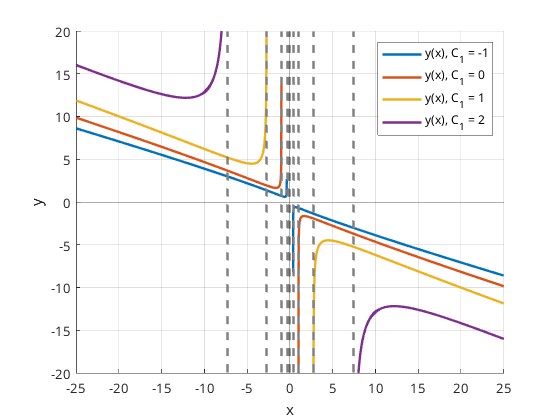 20
15
10
5
0
-5
-10
-15
-20
y
-25 -20 -15 -10 -5 0 5 10 15 20 25
x
y(x), C1 = -1
y(x), C1 = 0
y(x), C1 = 1
y(x), C1 = 2